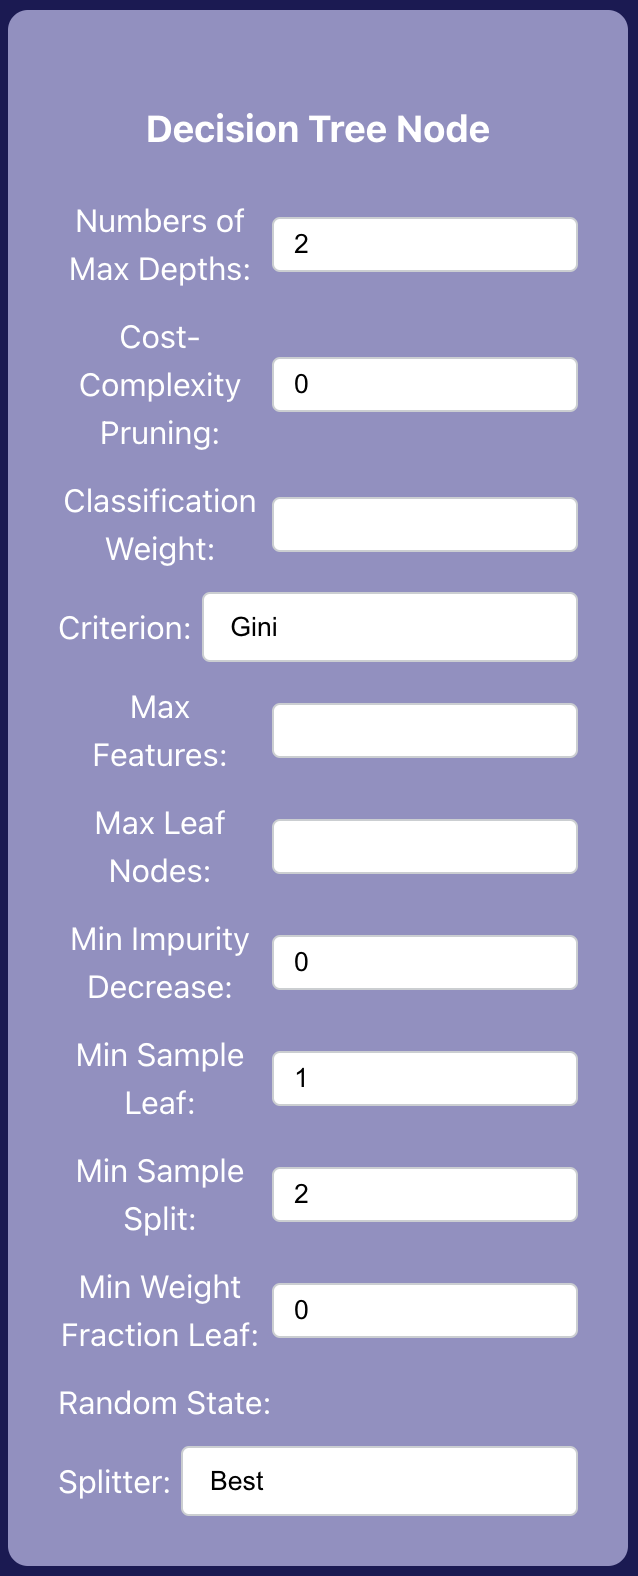 Decision Tree Node
Numbers of
Max Depths:
2
Cost-
Complexity
Pruning:
0
Classification
Weight:
Criterion:
Gini
Max
Features:
Max Leaf
Nodes:
Min Impurity
Decrease:
0
Min Sample
Leaf:
1
Min Sample
Split:
2
Min Weight
Fraction Leaf:
0
Random State:
Splitter:
Best